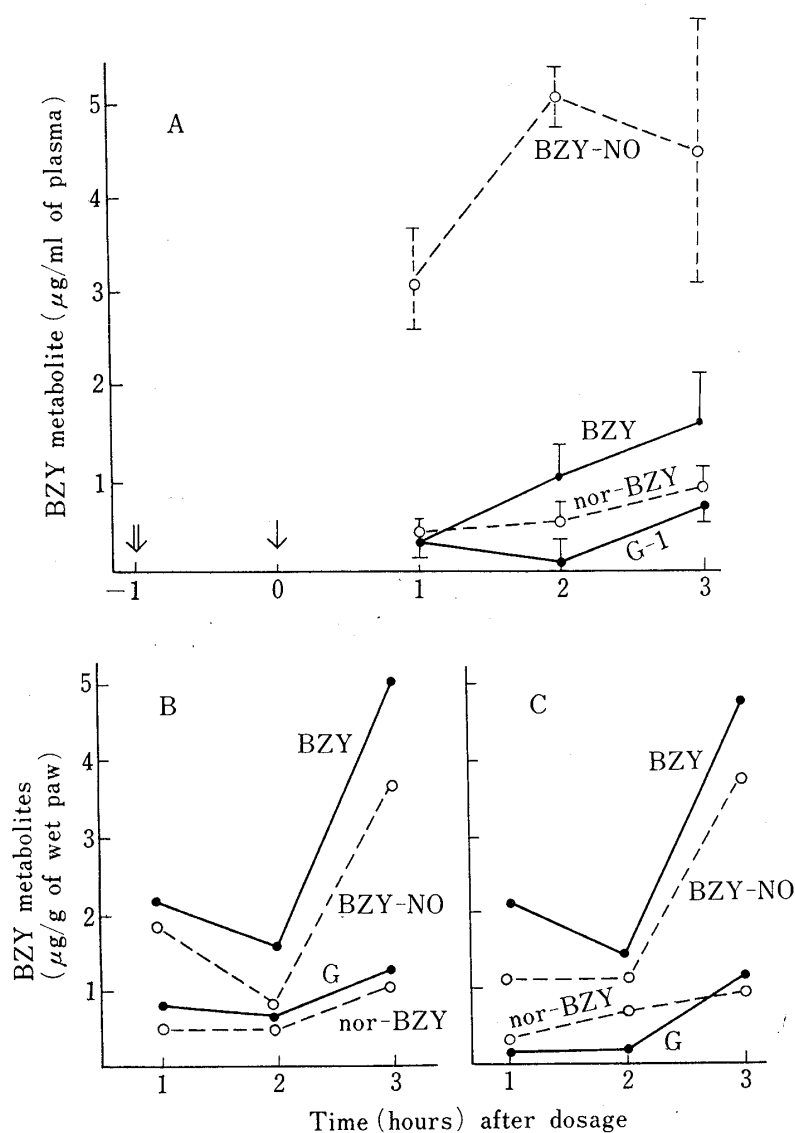 BZY metabolite (μg/ml of plasma)
A
5
4
3
2
1
BZY-NO
BZY
nor-BZY
G-1
−1
0
1
2
3
BZY metabolites
(μg/g of wet paw)
B
5
4
3
2
1
BZY
BZY-NO
G
nor-BZY
1
2
3
C
BZY
BZY-NO
nor-BZY
G
1
2
3
Time (hours) after dosage